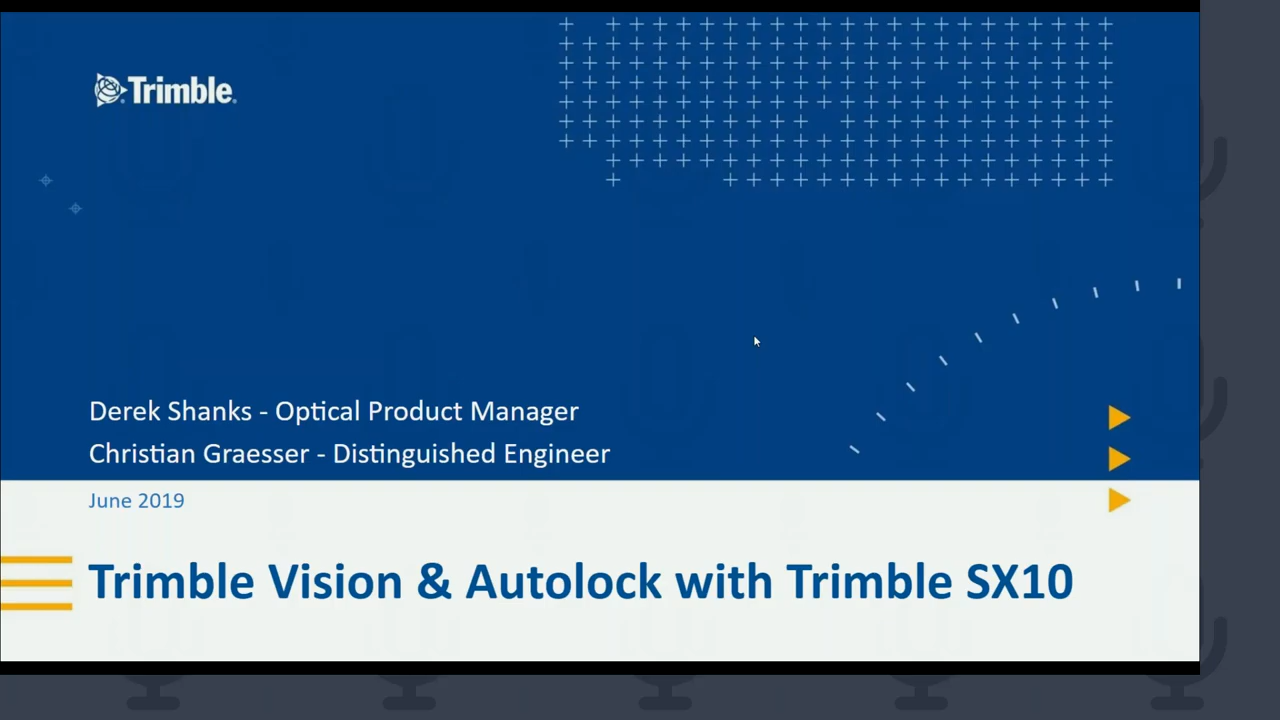 Trimble
Derek Shanks - Optical Product Manager
Christian Graesser - Distinguished Engineer
June 2019
Trimble Vision & Autolock with Trimble SX10